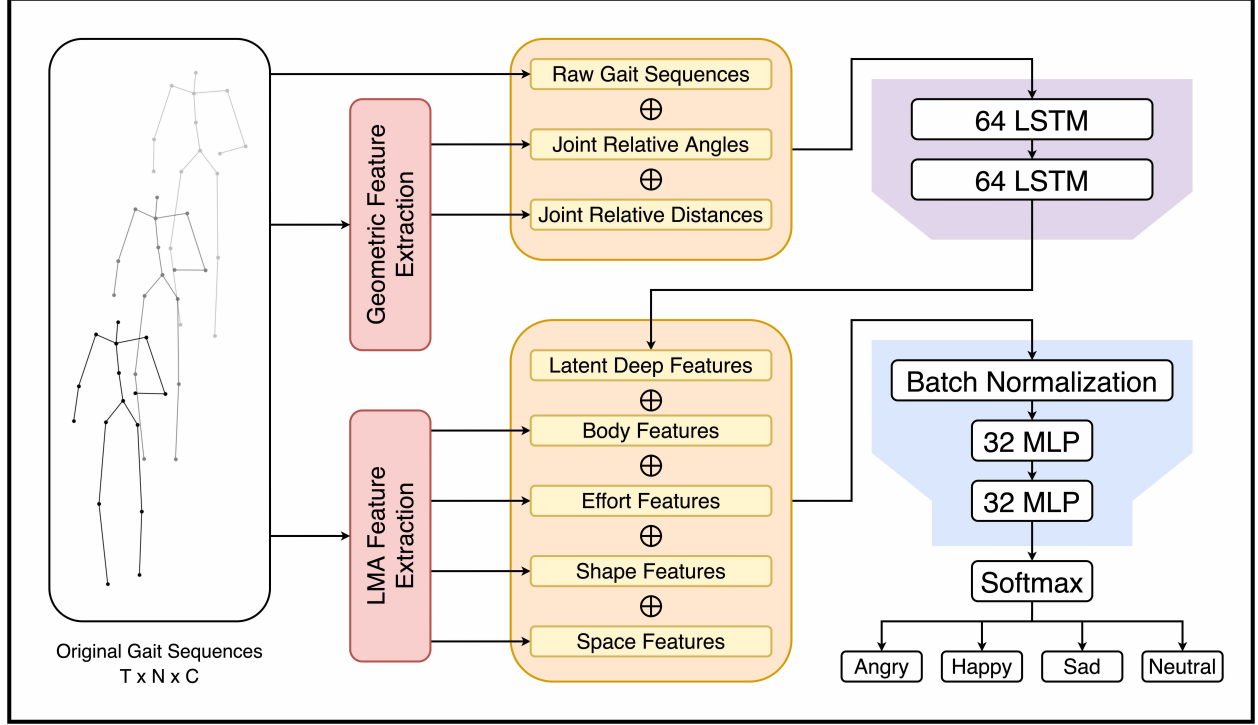 Raw Gait Sequences
⊕
Joint Relative Angles
⊕
Joint Relative Distances
Geometric Feature
Extraction
64 LSTM
64 LSTM
Latent Deep Features
⊕
Body Features
⊕
Effort Features
⊕
Shape Features
⊕
Space Features
LMA Feature
Extraction
Batch Normalization
32 MLP
32 MLP
Softmax
Angry
Happy
Sad
Neutral
Original Gait Sequences
T x N x C